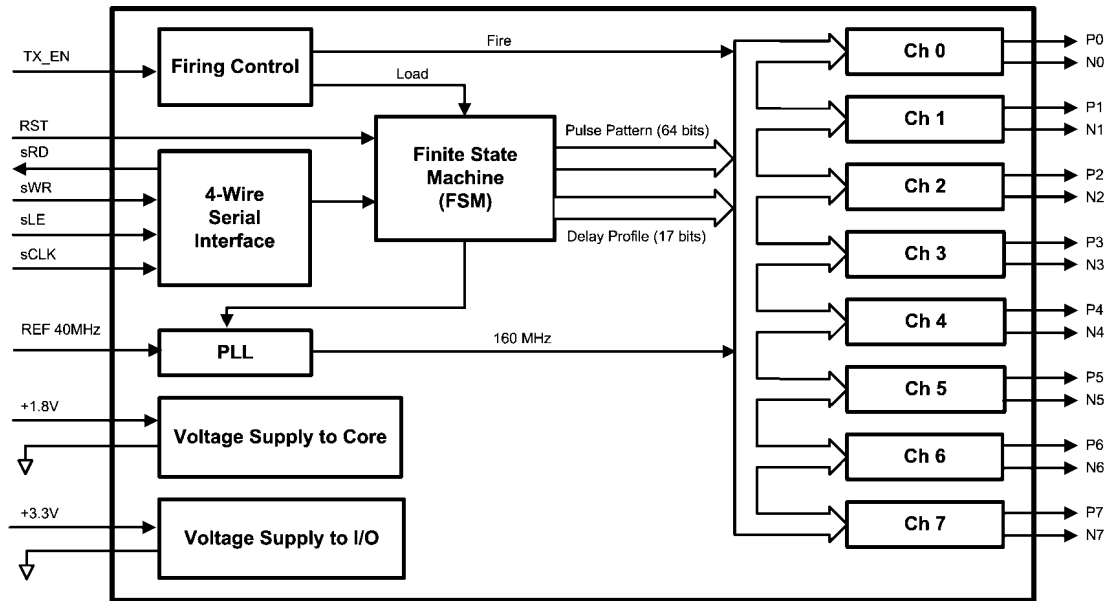 TX_EN
Firing Control
Fire
Load
RST
sRD
sWR
sLE
sCLK
4-Wire
Serial
Interface
Finite State
Machine
(FSM)
Pulse Pattern (64 bits)
Delay Profile (17 bits)
REF 40MHz
PLL
160 MHz
+1.8V
Voltage Supply to Core
+3.3V
Voltage Supply to I/O
Ch 0
P0
N0
Ch 1
P1
N1
Ch 2
P2
N2
Ch 3
P3
N3
Ch 4
P4
N4
Ch 5
P5
N5
Ch 6
P6
N6
Ch 7
P7
N7